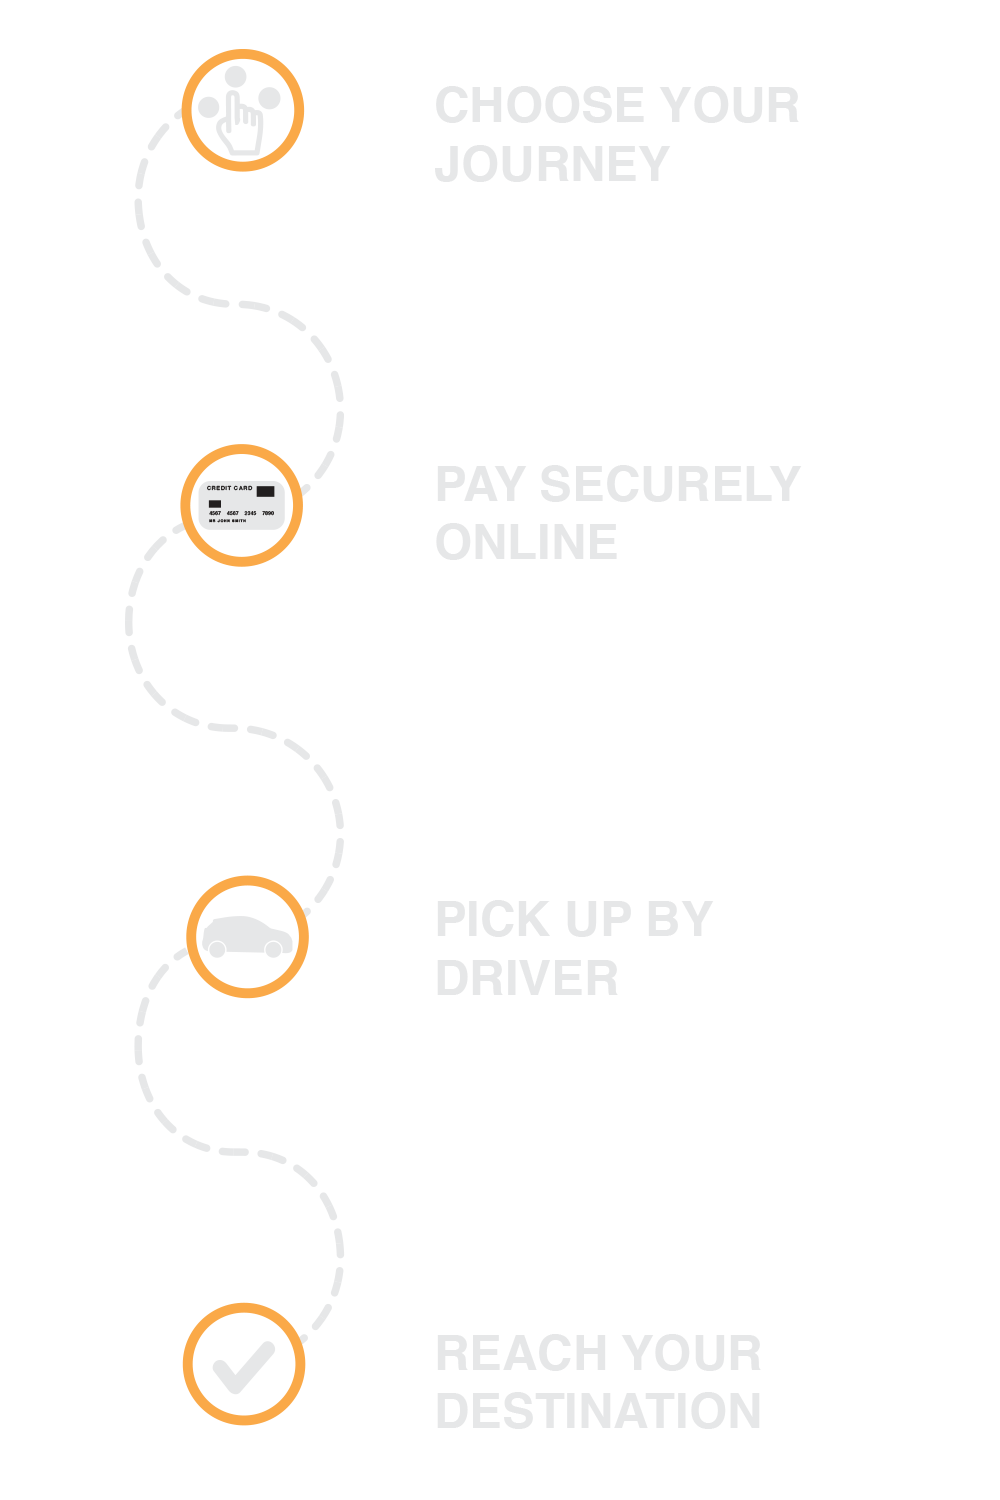 CHOOSE YOUR
JOURNEY
CREDIT CARD
4567 4567 2345 7890
MR JOHN SMITH
PAY SECURELY
ONLINE
PICK UP BY
DRIVER
REACH YOUR
DESTINATION